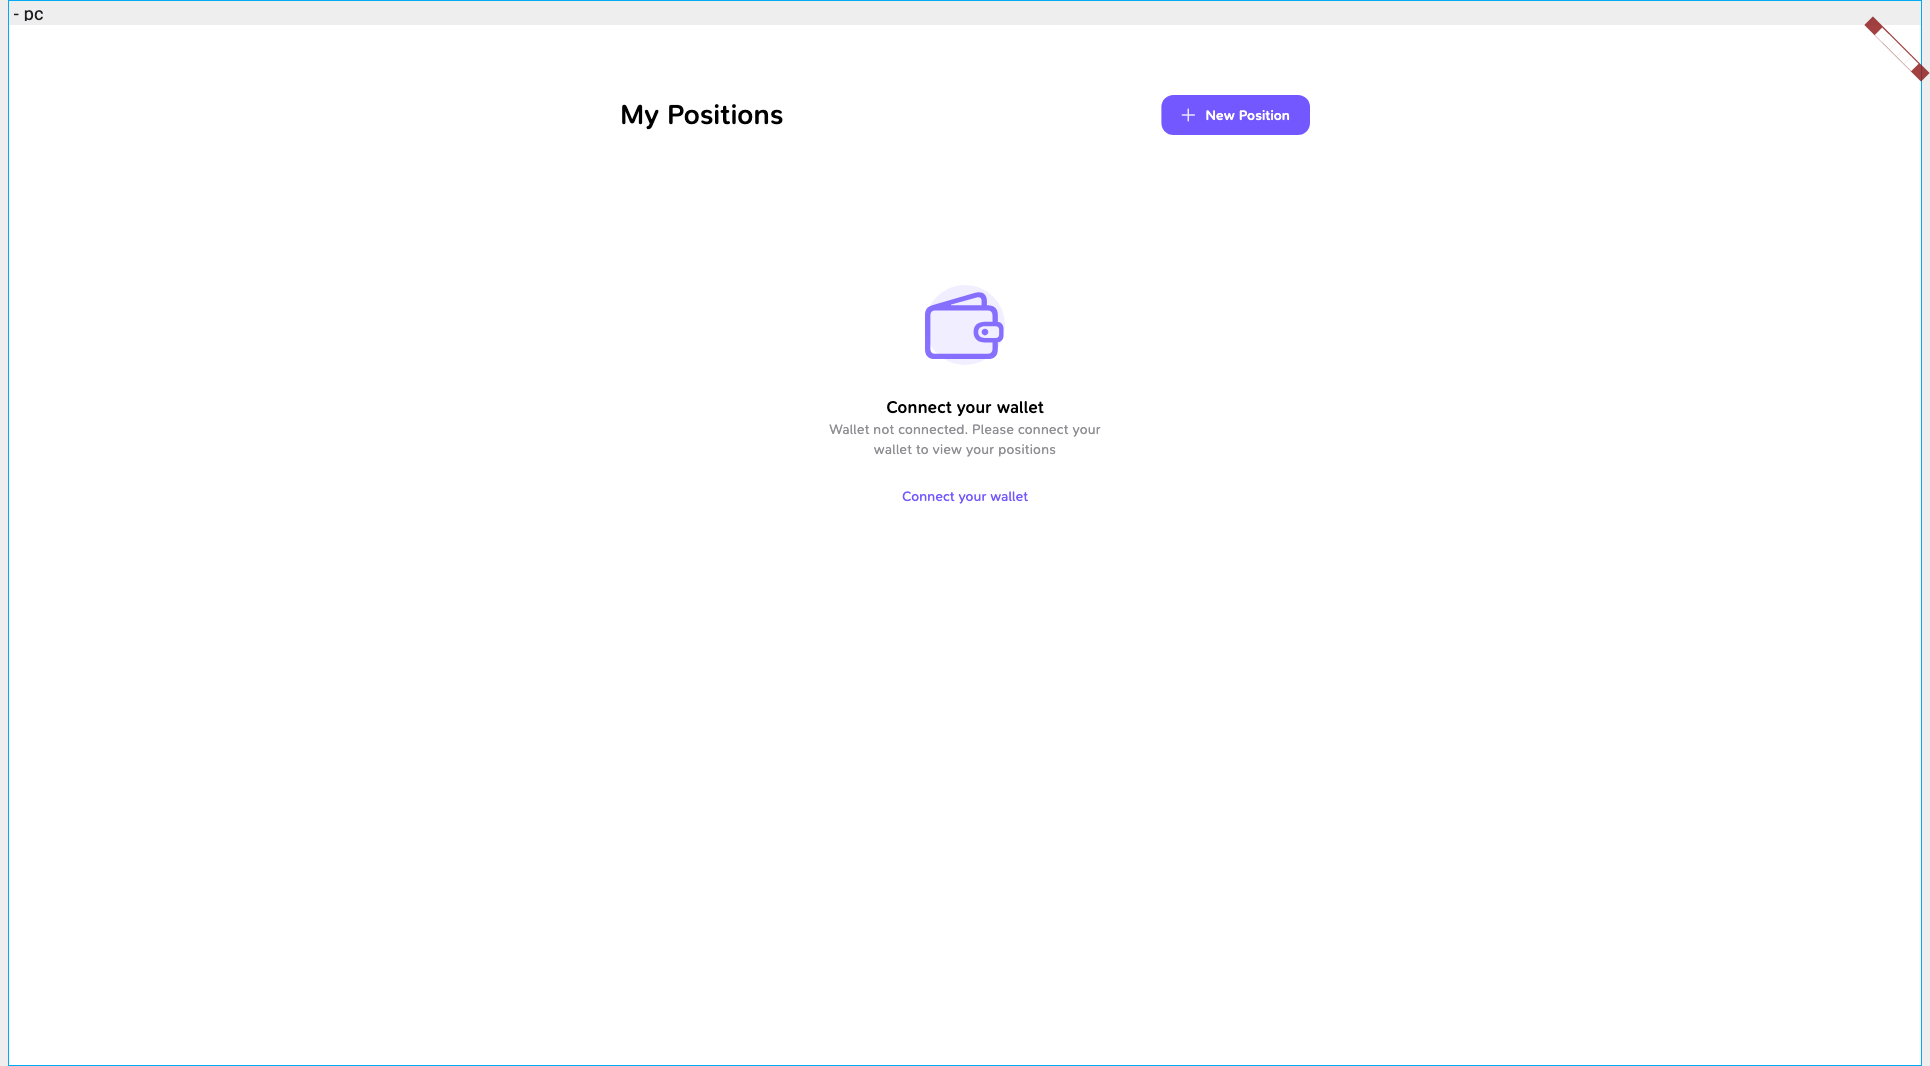 - pc
My Positions
New Position
Connect your wallet
Wallet not connected. Please connect your
wallet to view your positions
Connect your wallet